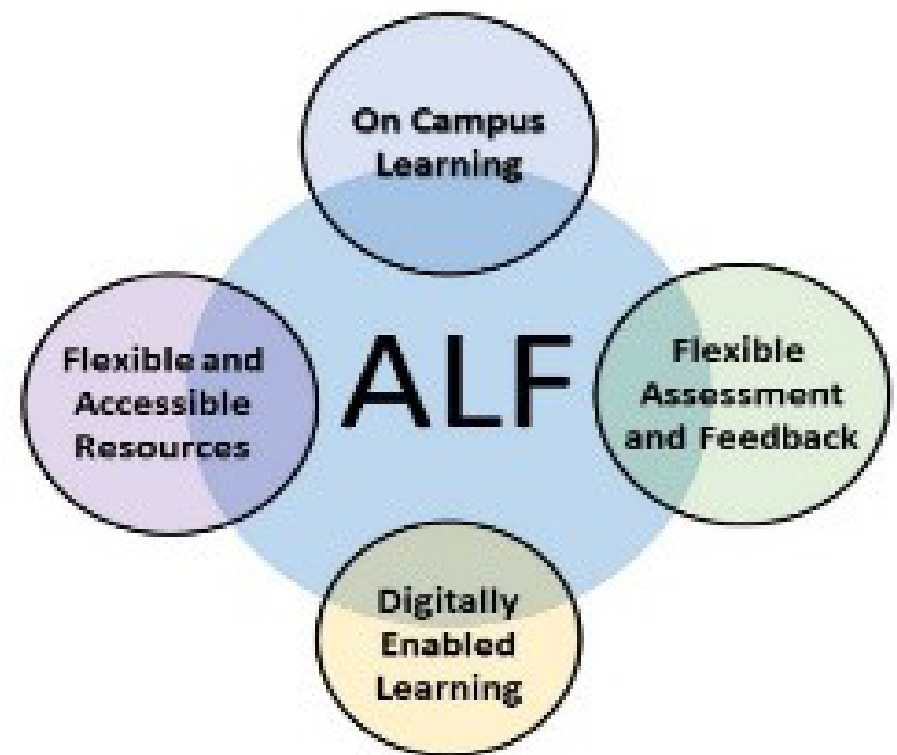 On Campus
Learning
Flexible and
Accessible
Resources
ALF
Flexible
Assessment
and Feedback
Digitally
Enabled
Learning